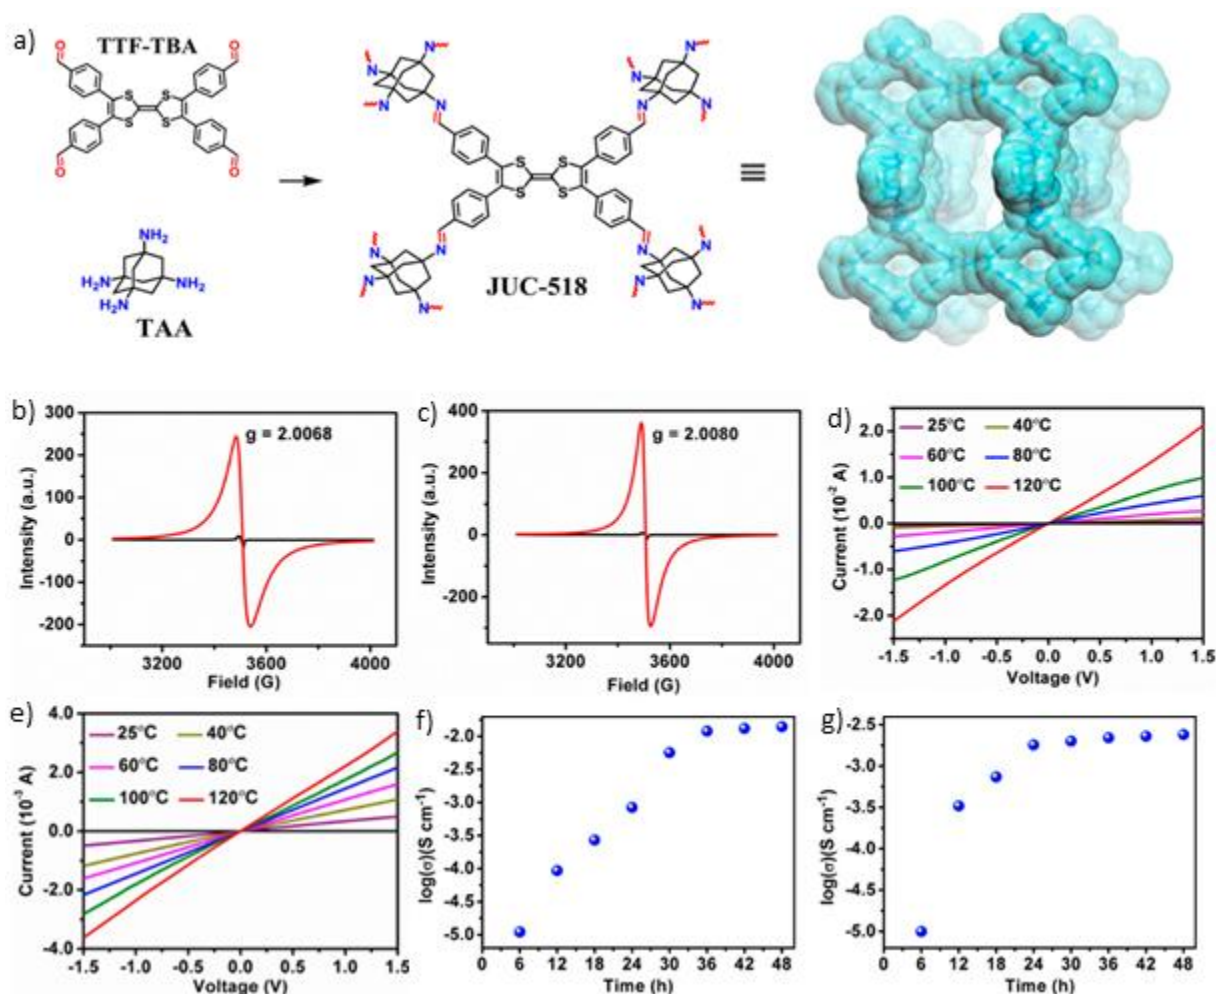 a)
TTF-TBA
O
O
O
O
S
S
S
S
NH2
H2N
NH2
H2N
TAA
N
N
N
N
N
N
N
N
S
S
S
S
N
N
N
N
N
N
N
N
JUC-518
b)
g = 2.0068
Intensity (a.u.)
300
200
100
0
-100
-200
3200 3600 4000
Field (G)
c)
g = 2.0080
Intensity (a.u.)
400
200
0
-200
3200 3600 4000
Field (G)
d)
25°C 40°C
60°C 80°C
100°C 120°C
Current (10⁻² A)
2.0
1.0
0.0
-1.0
-2.0
-1.5 -1.0 -0.5 0.0 0.5 1.0 1.5
Voltage (V)
e)
25°C 40°C
60°C 80°C
100°C 120°C
Current (10⁻³ A)
4.0
2.0
0.0
-2.0
-4.0
-1.5 -1.0 -0.5 0.0 0.5 1.0 1.5
Voltage (V)
f)
log(σ)(S cm⁻¹)
-2.0
-2.5
-3.0
-3.5
-4.0
-4.5
-5.0
0 6 12 18 24 30 36 42 48
Time (h)
g)
log(σ)(S cm⁻¹)
-2.5
-3.0
-3.5
-4.0
-4.5
-5.0
0 6 12 18 24 30 36 42 48
Time (h)